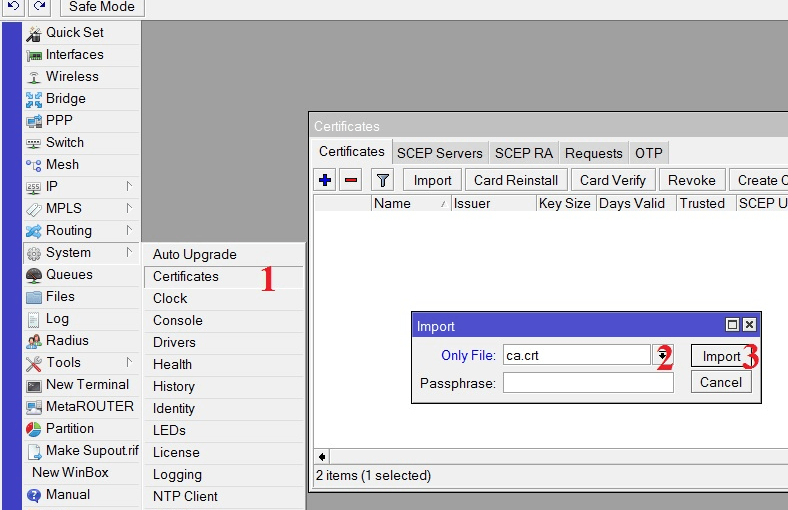 Safe Mode
Quick Set
Interfaces
Wireless
Bridge
PPP
Switch
Mesh
IP
MPLS
Routing
System
Queues
Files
Log
Radius
Tools
New Terminal
MetaROUTER
Partition
Make Supout.rif
New WinBox
Manual
Auto Upgrade
Certificates 1
Clock
Console
Drivers
Health
History
Identity
LEDs
License
Logging
NTP Client
Certificates
Certificates SCEP Servers SCEP RA Requests OTP
Import Card Reinstall Card Verify Revoke Create C
Name Issuer Key Size Days Valid Trusted SCEP U
Import
Only File: ca.crt 2 Import 3
Passphrase: Cancel
2 items (1 selected)